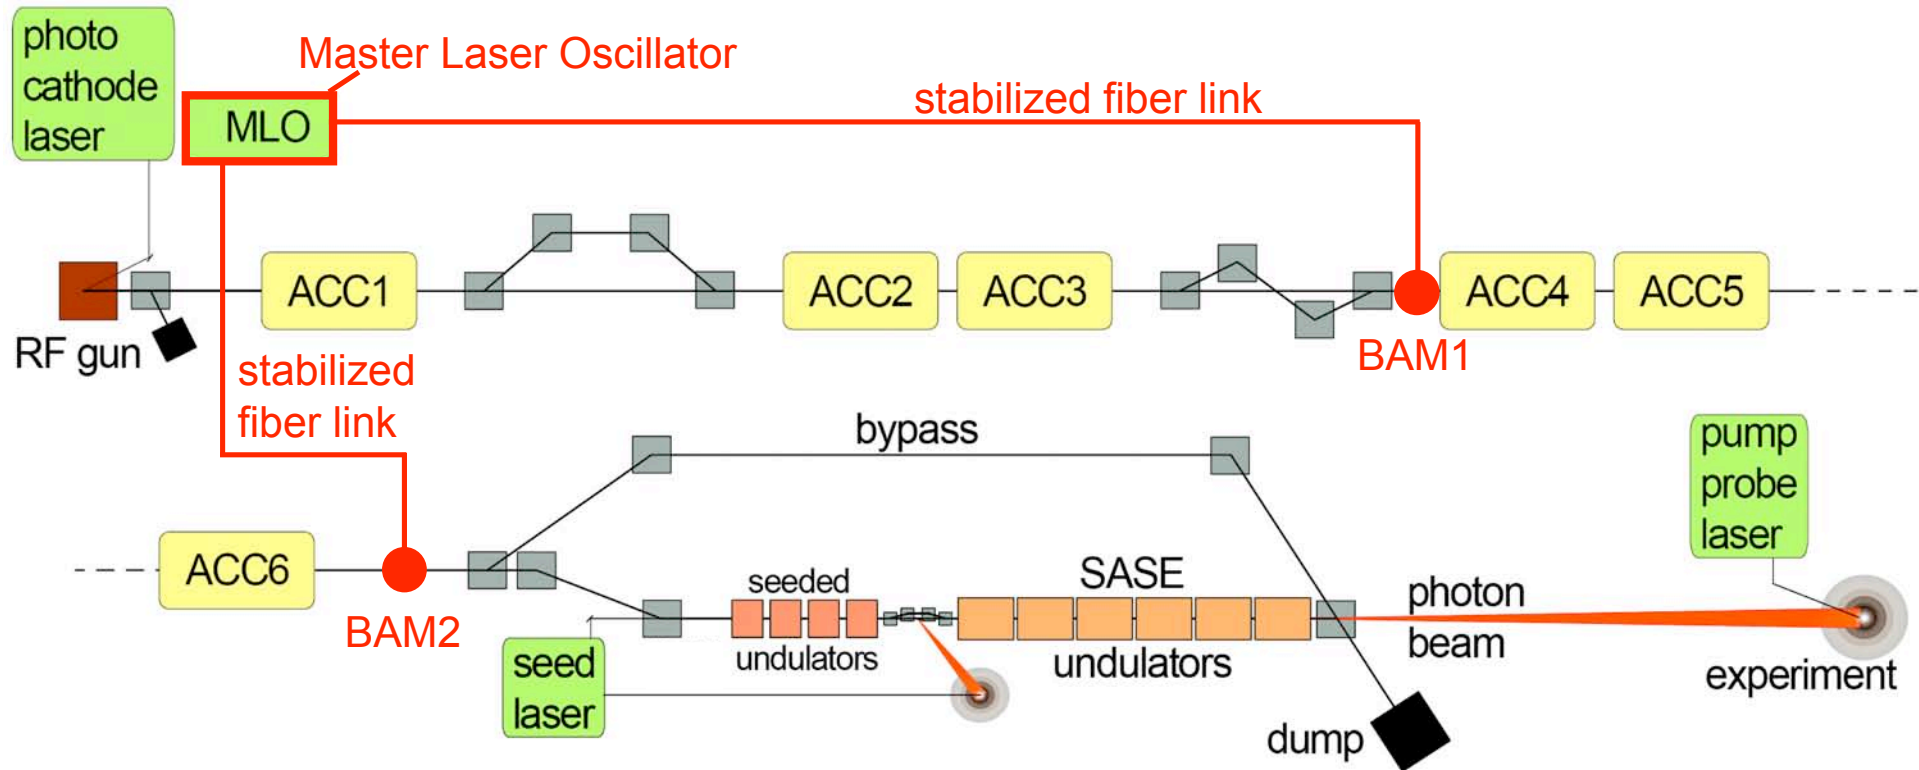 photo
cathode
laser
Master Laser Oscillator
MLO
stabilized fiber link
RF gun
ACC1
ACC2
ACC3
BAM1
ACC4
ACC5
stabilized
fiber link
bypass
pump
probe
laser
ACC6
BAM2
seeded
undulators
SASE
undulators
photon
beam
experiment
seed
laser
dump